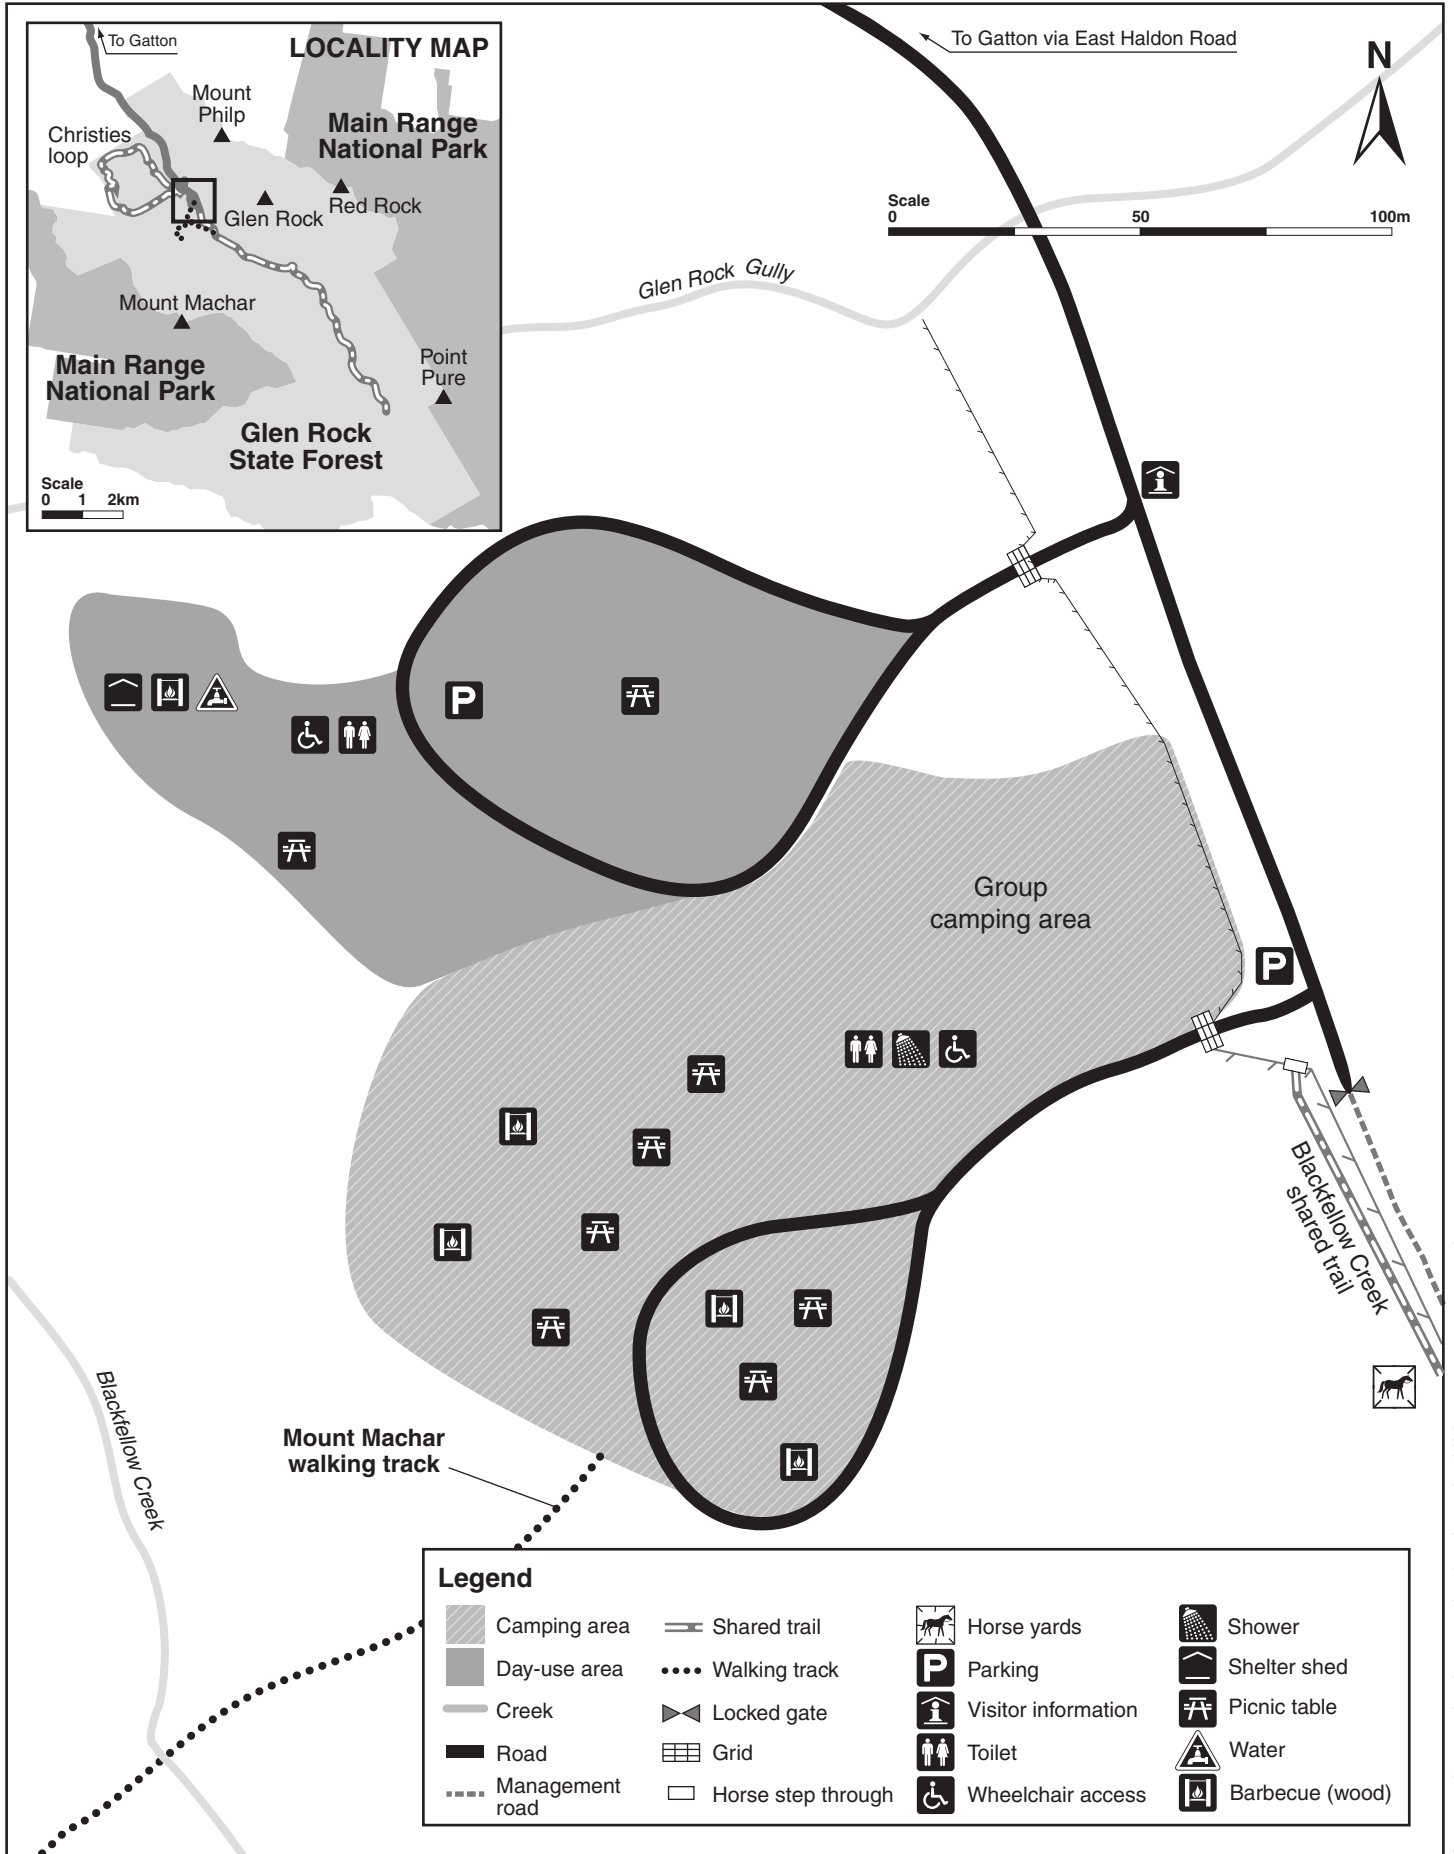 To Gatton
LOCALITY MAP
Mount
Philp
Christies
loop
Main Range
National Park
Red Rock
Glen Rock
Mount Machar
Main Range
National Park
Point
Pure
Glen Rock
State Forest
Scale
0 1 2km
To Gatton via East Haldon Road
N
Scale
0 50 100m
Glen Rock Gully
P
Group
camping area
P
Blackfellow Creek
shared trail
Blackfellow Creek
Mount Machar
walking track
Legend
Camping area
Day-use area
Creek
Road
Management
road
Shared trail
Walking track
Locked gate
Grid
Horse step through
Horse yards
P Parking
Visitor information
Toilet
Wheelchair access
Shower
Shelter shed
Picnic table
Water
Barbecue (wood)